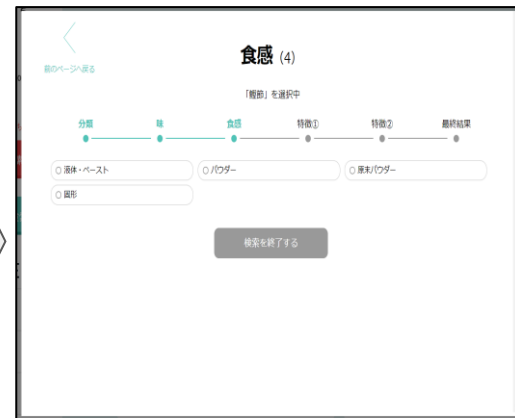 前のページへ戻る
食感 (4)
「鰹節」を選択中
分類 味 食感 特徴① 特徴② 最終結果
液体・ペースト パウダー 原末パウダー
固形
検索を終了する